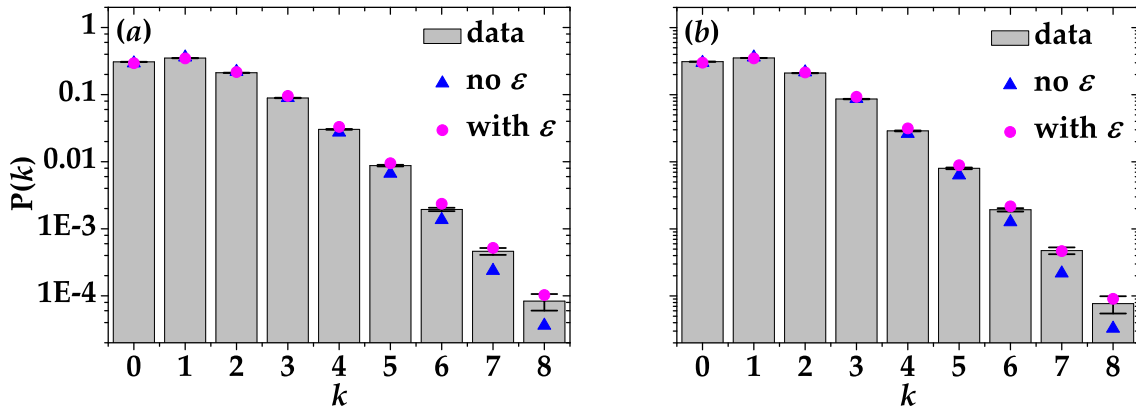 (a)
data
no ε
with ε
1
0.1
0.01
1E-3
1E-4
P(k)
0 1 2 3 4 5 6 7 8
k
(b)
data
no ε
with ε
0 1 2 3 4 5 6 7 8
k